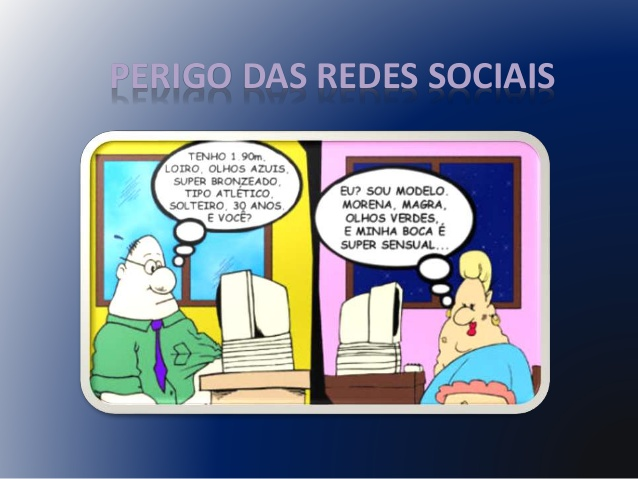 PERIGO DAS REDES SOCIAIS
TENHO 1.90m,
LOIRO, OLHOS AZUIS,
SUPER BRONZEADO,
TIPO ATLÉTICO,
SOLTEIRO, 30 ANOS.
E VOCÊ?
EU? SOU MODELO.
MORENA, MAGRA,
OLHOS VERDES,
E MINHA BOCA É
SUPER SENSUAL...